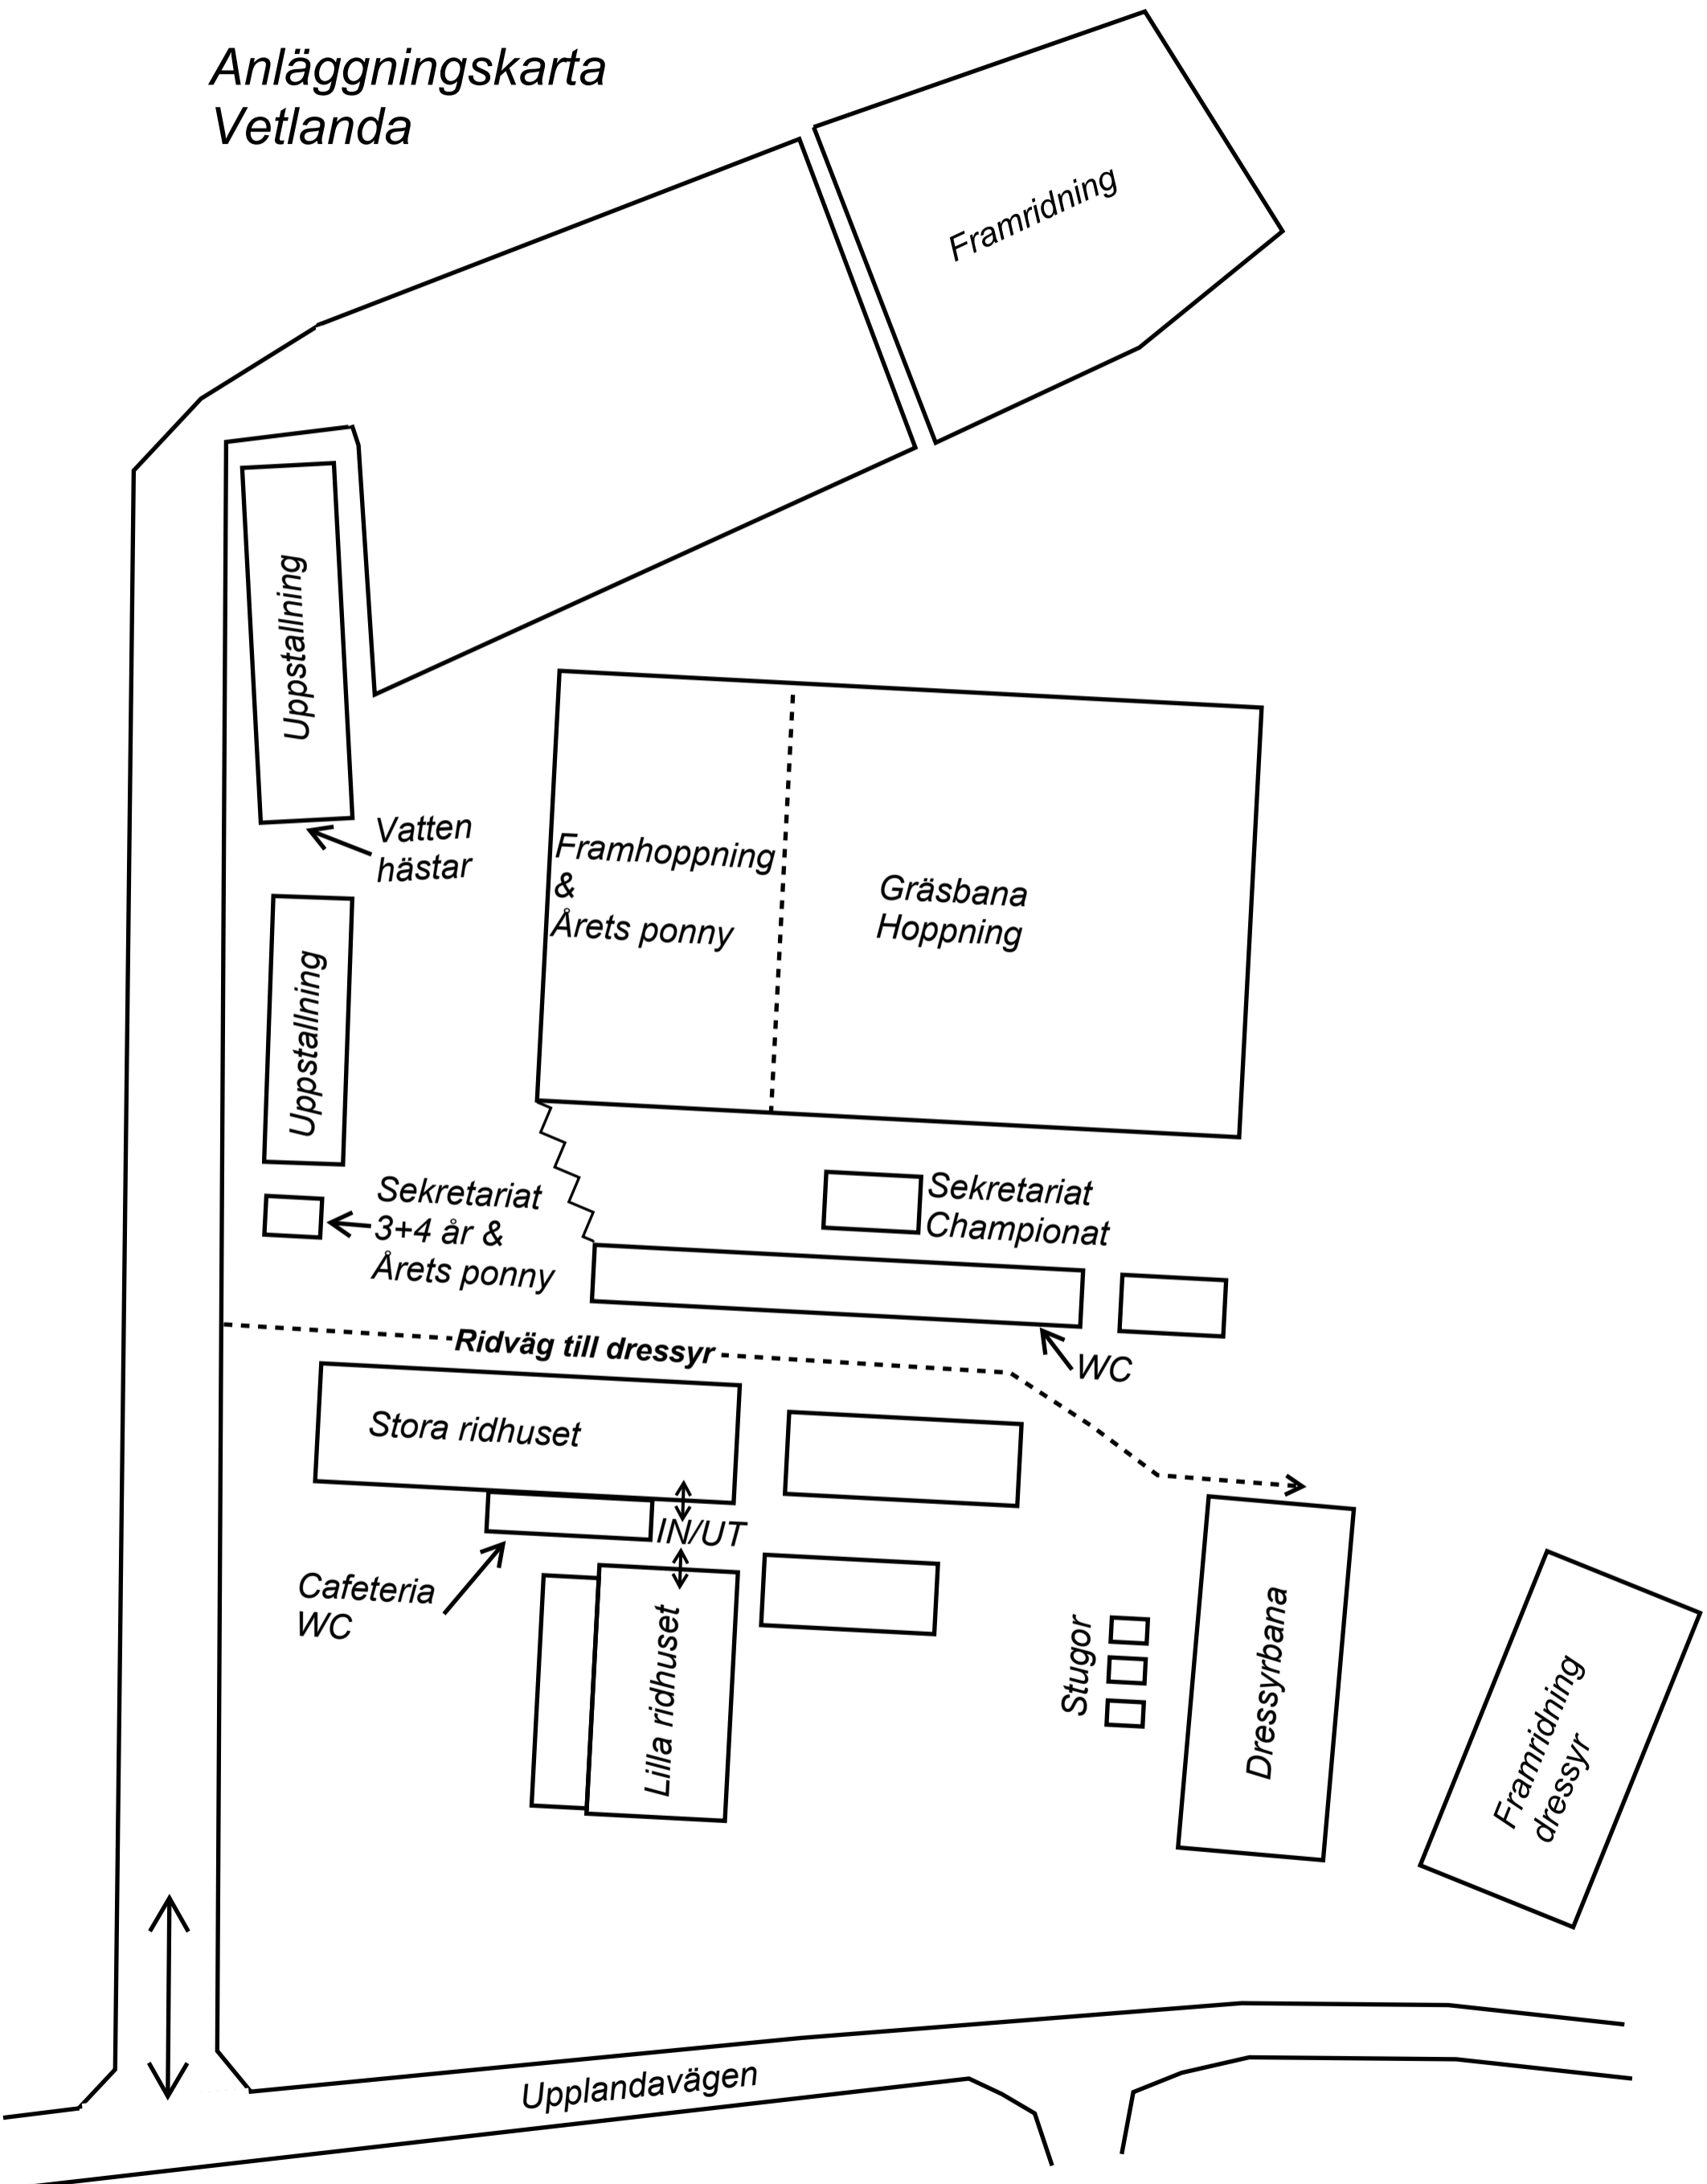 Anläggningskarta
Vetlanda
Framridning
Uppstallning
Vatten
hästar
Framhoppning
&
Årets ponny
Gräsbana
Hoppning
Uppstallning
Sekretariat
3+4 år &
Årets ponny
Sekretariat
Championat
Ridväg till dressyr
WC
Stora ridhuset
IN/UT
Cafeteria
WC
Lilla ridhuset
Stugor
Dressyrbana
Framridning
dressyr
Upplandavägen